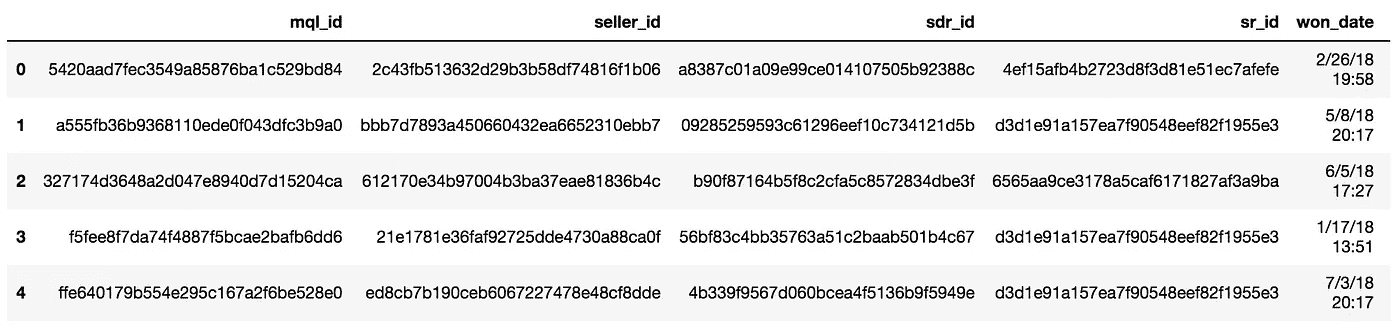 mql_id seller_id sdr_id sr_id won_date
0 5420aad7fec3549a85876ba1c529bd84 2c43fb513632d29b3b58df74816f1b06 a8387c01a09e99ce014107505b92388c 4ef15afb4b2723d8f3d81e51ec7afefe 2/26/18
19:58
1 a555fb36b9368110ede0f043dfc3b9a0 bbb7d7893a450660432ea6652310ebb7 09285259593c61296eef10c734121d5b d3d1e91a157ea7f90548eef82f1955e3 5/8/18
20:17
2 327174d3648a2d047e8940d7d15204ca 612170e34b97004b3ba37eae81836b4c b90f87164b5f8c2cfa5c8572834dbe3f 6565aa9ce3178a5caf6171827af3a9ba 6/5/18
17:27
3 f5fee8f7da74f4887f5bcae2bafb6dd6 21e1781e36faf92725dde4730a88ca0f 56bf83c4bb35763a51c2baab501b4c67 d3d1e91a157ea7f90548eef82f1955e3 1/17/18
13:51
4 ffe640179b554e295c167a2f6be528e0 ed8cb7b190ceb6067227478e48cf8dde 4b339f9567d060bcea4f5136b9f5949e d3d1e91a157ea7f90548eef82f1955e3 7/3/18
20:17